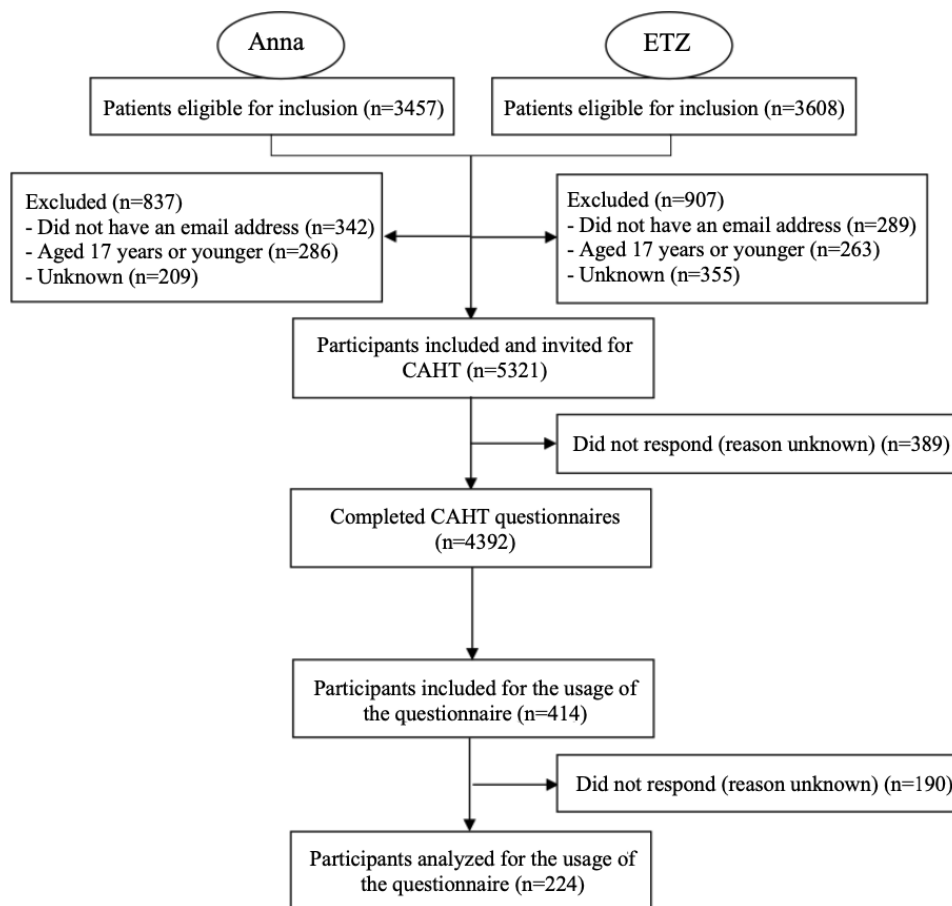 Anna
ETZ
Patients eligible for inclusion (n=3457)
Patients eligible for inclusion (n=3608)
Excluded (n=837)
- Did not have an email address (n=342)
- Aged 17 years or younger (n=286)
- Unknown (n=209)
Excluded (n=907)
- Did not have an email address (n=289)
- Aged 17 years or younger (n=263)
- Unknown (n=355)
Participants included and invited for
CAHT (n=5321)
Did not respond (reason unknown) (n=389)
Completed CAHT questionnaires
(n=4392)
Participants included for the usage of
the questionnaire (n=414)
Did not respond (reason unknown) (n=190)
Participants analyzed for the usage of
the questionnaire (n=224)